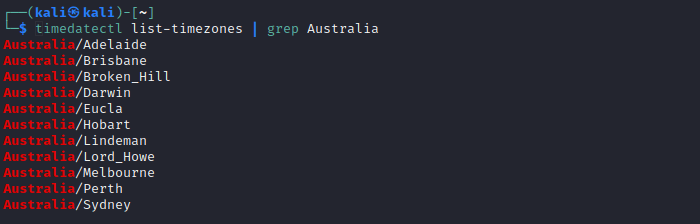 ┌──(kali㉿kali)-[~]
└─$ timedatectl list-timezones | grep Australia
Australia/Adelaide
Australia/Brisbane
Australia/Broken_Hill
Australia/Darwin
Australia/Eucla
Australia/Hobart
Australia/Lindeman
Australia/Lord_Howe
Australia/Melbourne
Australia/Perth
Australia/Sydney